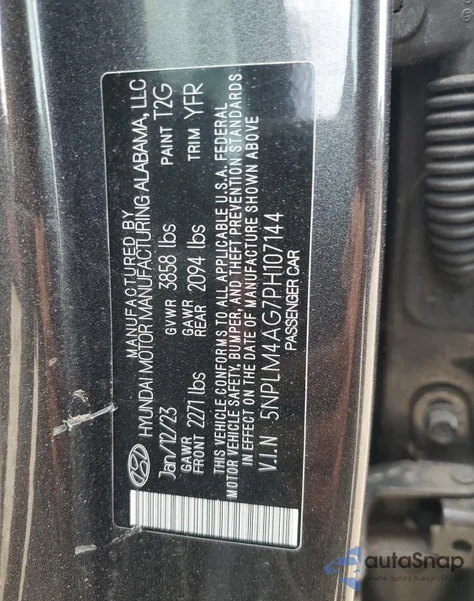 MANUFACTURED BY
HYUNDAI MOTOR MANUFACTURING ALABAMA, LLC
Jan/12/23 GVWR 3858 lbs PAINT T2G
GAWR FRONT 2271 lbs GAWR REAR 2094 lbs TRIM YFR
THIS VEHICLE CONFORMS TO ALL APPLICABLE U.S.A. FEDERAL
MOTOR VEHICLE SAFETY, BUMPER, AND THEFT PREVENTION STANDARDS
IN EFFECT ON THE DATE OF MANUFACTURE SHOWN ABOVE
V.I.N 5NPLM4AG7PH107144
PASSENGER CAR
autoSnap